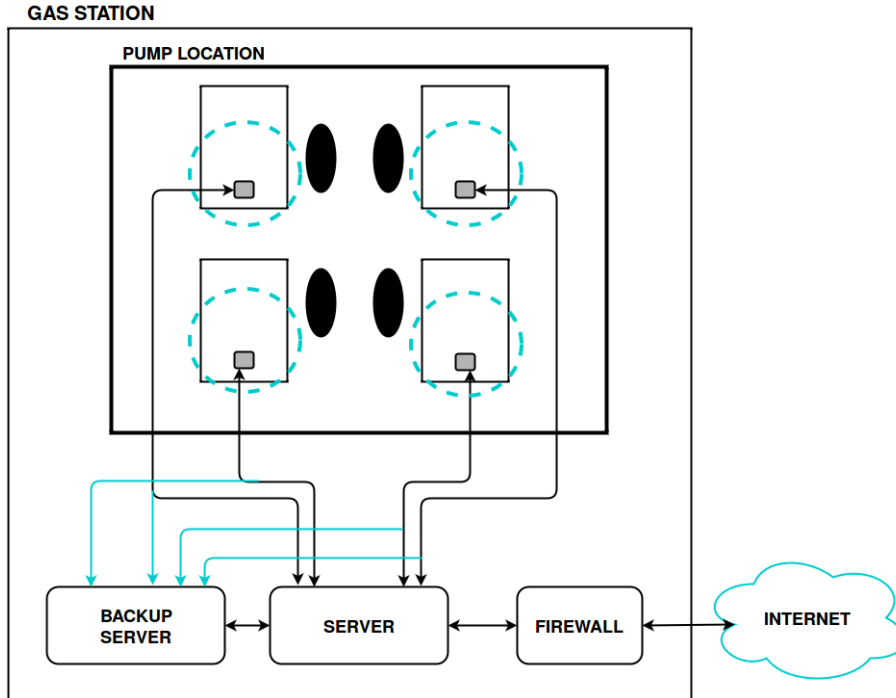 GAS STATION
PUMP LOCATION
BACKUP
SERVER
SERVER
FIREWALL
INTERNET